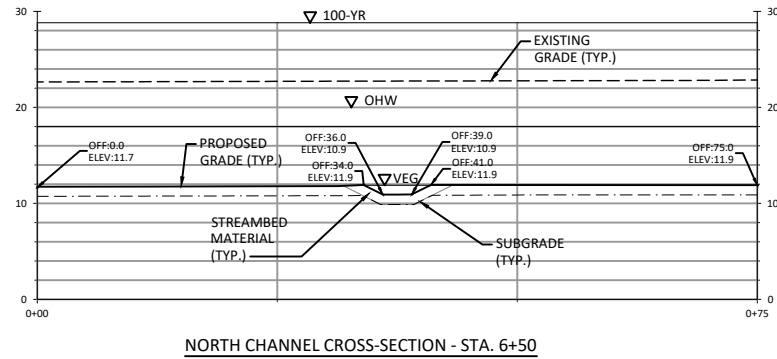 30
30
100-YR
EXISTING
GRADE (TYP.)
20
20
OHW
OFF:0.0
ELEV:11.7
PROPOSED
GRADE (TYP.)
OFF:36.0
ELEV:10.9
OFF:39.0
ELEV:10.9
OFF:75.0
ELEV:11.9
OFF:34.0
ELEV:11.9
VEG
OFF:41.0
ELEV:11.9
10
10
STREAMBED
MATERIAL
(TYP.)
SUBGRADE
(TYP.)
0
0
0+00
0+75
NORTH CHANNEL CROSS-SECTION - STA. 6+50